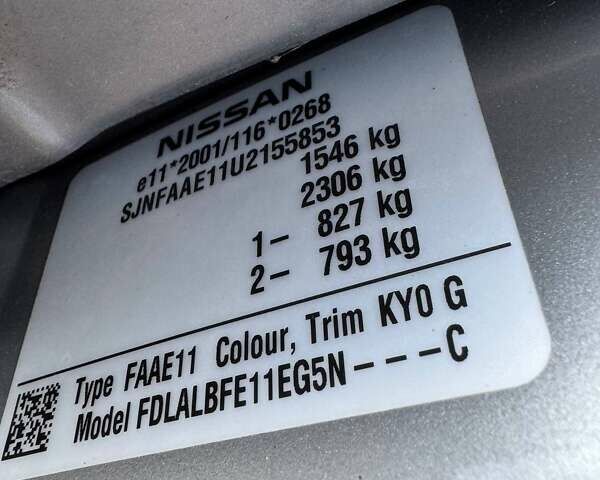 NISSAN
e11*2001/116*0268
SJNFAAE11U2155853
1546 kg
2306 kg
1- 827 kg
2- 793 kg
Type FAAE11 Colour, Trim KY0 G
Model FDLALBFE11EG5N---C